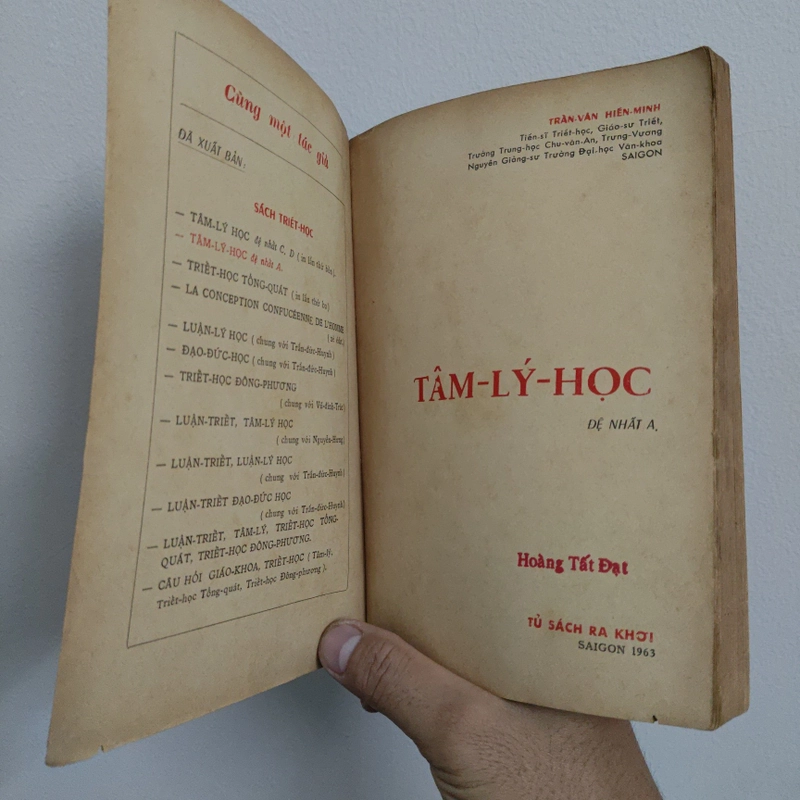 Cùng một tác giả
ĐÃ XUẤT BẢN:
SÁCH TRIẾT-HỌC
— TÂM-LÝ HỌC đệ nhất C, D (in lần thứ bốn).
— TÂM-LÝ-HỌC đệ nhất A.
— TRIẾT-HỌC TỔNG-QUÁT (in lần thứ ba)
— LA CONCEPTION CONFUCÉENNE DE L'HOMME
— LUẬN-LÝ HỌC (chung với Trần-đức-Huynh)
— ĐẠO-ĐỨC-HỌC (chung với Trần-đức-Huynh)
— TRIẾT-HỌC ĐÔNG-PHƯƠNG
(chung với
— LUẬN-TRIẾT, TÂM-LÝ HỌC
(chung với Nguyễn-Hưng)
— LUẬN-TRIẾT, LUẬN-LÝ HỌC
(chung với Trần-đức-Huynh)
— LUẬN-TRIẾT ĐẠO-ĐỨC HỌC
(chung với Trần-đức-Huynh)
— LUẬN-TRIẾT, TÂM-LÝ, TRIẾT-HỌC TỔNG-
QUÁT, TRIẾT-HỌC ĐÔNG-PHƯƠNG.
— CÂU HỎI GIÁO-KHOA, TRIẾT-HỌC (Tâm-lý,
Triết-học Tổng-quát, Triết-học Đông-phương).
TRẦN-VĂN HIẾN-MINH
Tiến-sĩ Triết-học, Giáo-sư Triết,
Trường Trung-học Chu-văn-An, Trưng-Vương
Nguyên Giảng-sư Trường Đại-học Văn-khoa
SAIGON
TÂM-LÝ-HỌC
ĐỆ NHẤT A.
Hoàng Tất Đạt
TỦ SÁCH RA KHƠI
SAIGON 1963